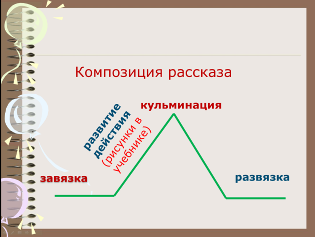 Композиция рассказа
кульминация
развитие
действия
(рисунки в
учебнике)
завязка
развязка